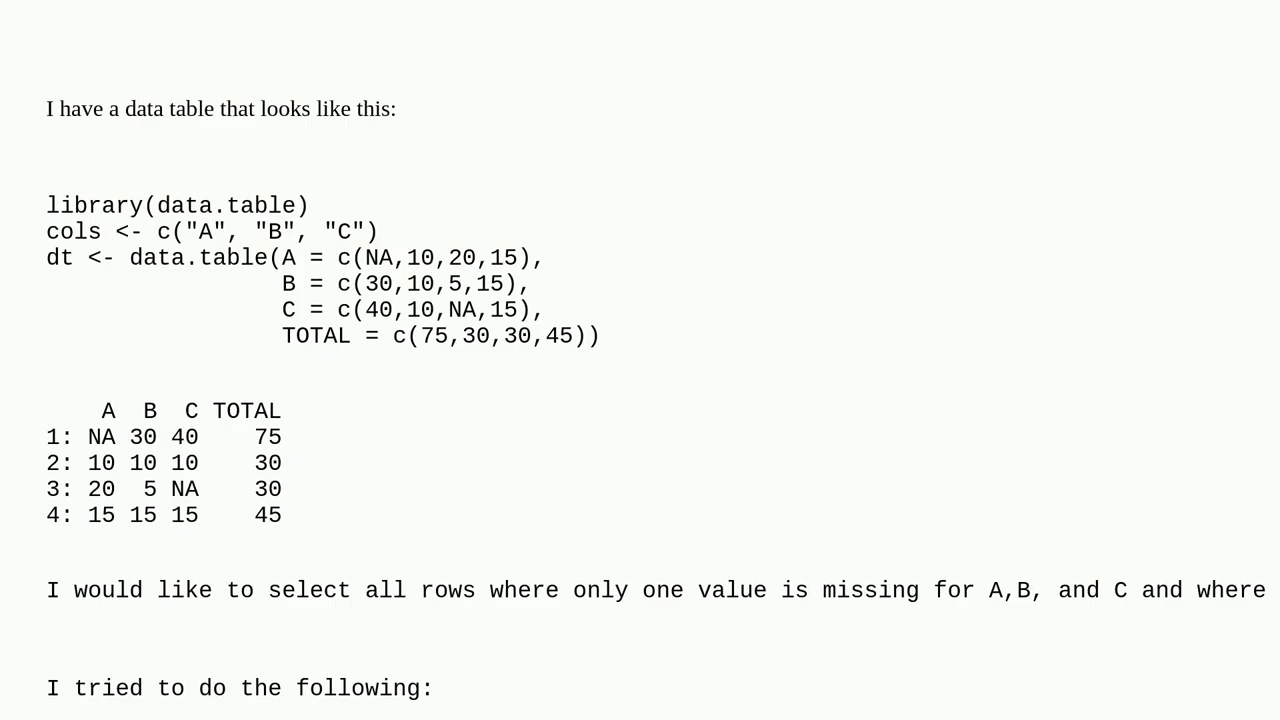 I have a data table that looks like this:
library(data.table)
cols <- c("A", "B", "C")
dt <- data.table(A = c(NA,10,20,15),
                 B = c(30,10,5,15),
                 C = c(40,10,NA,15),
                 TOTAL = c(75,30,30,45))
    A  B  C TOTAL
1: NA 30 40    75
2: 10 10 10    30
3: 20  5 NA    30
4: 15 15 15    45
I would like to select all rows where only one value is missing for A,B, and C and where
I tried to do the following: